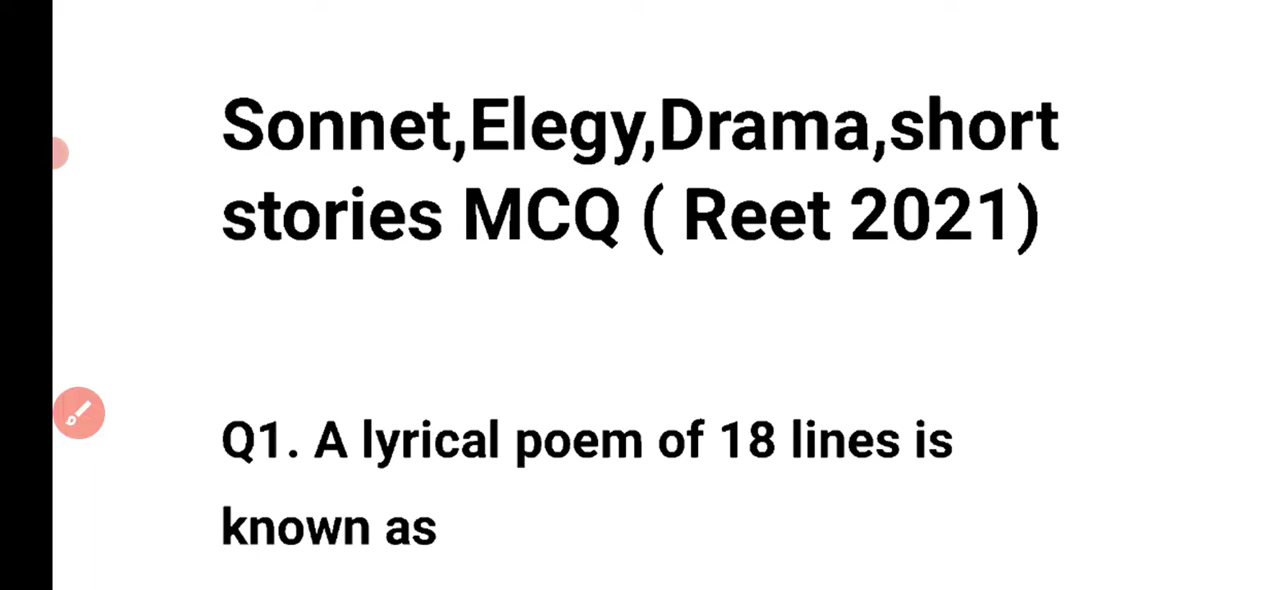 Sonnet,Elegy,Drama,short
stories MCQ ( Reet 2021)
Q1. A lyrical poem of 18 lines is
known as